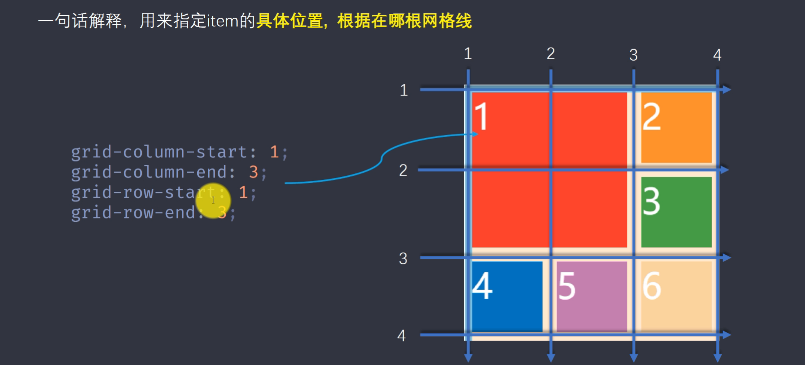 一句话解释，用来指定item的具体位置, 根据在哪根网格线
1 2 3 4
1
2
3
4
grid-column-start: 1;
grid-column-end: 3;
grid-row-start: 1;
grid-row-end: 3;
1 2
3
4 5 6